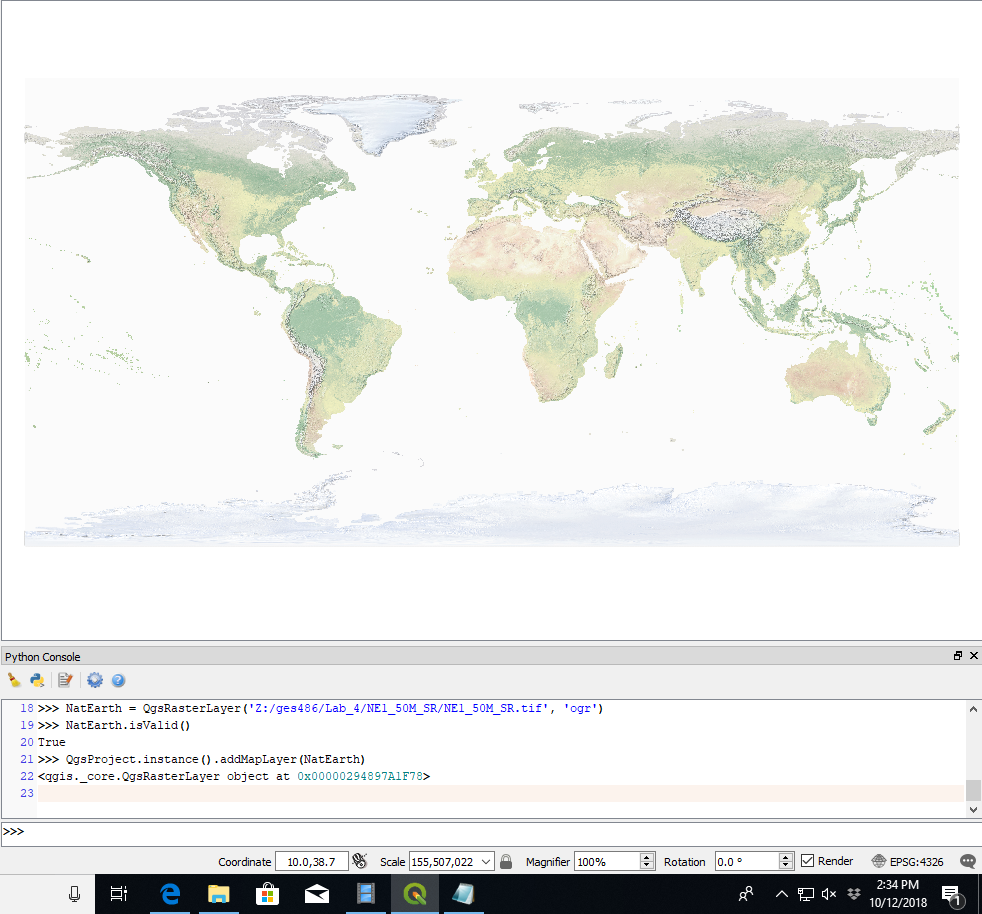 Python Console
18 >>> NatEarth = QgsRasterLayer('Z:/ges486/Lab_4/NE1_50M_SR/NE1_50M_SR.tif', 'ogr')
19 >>> NatEarth.isValid()
20 True
21 >>> QgsProject.instance().addMapLayer(NatEarth)
22 <qgis._core.QgsRasterLayer object at 0x00000294897A1F78>
23
>>>
Coordinate 10.0,38.7 Scale 155,507,022 Magnifier 100% Rotation 0.0 ° Render EPSG:4326
2:34 PM
10/12/2018
1